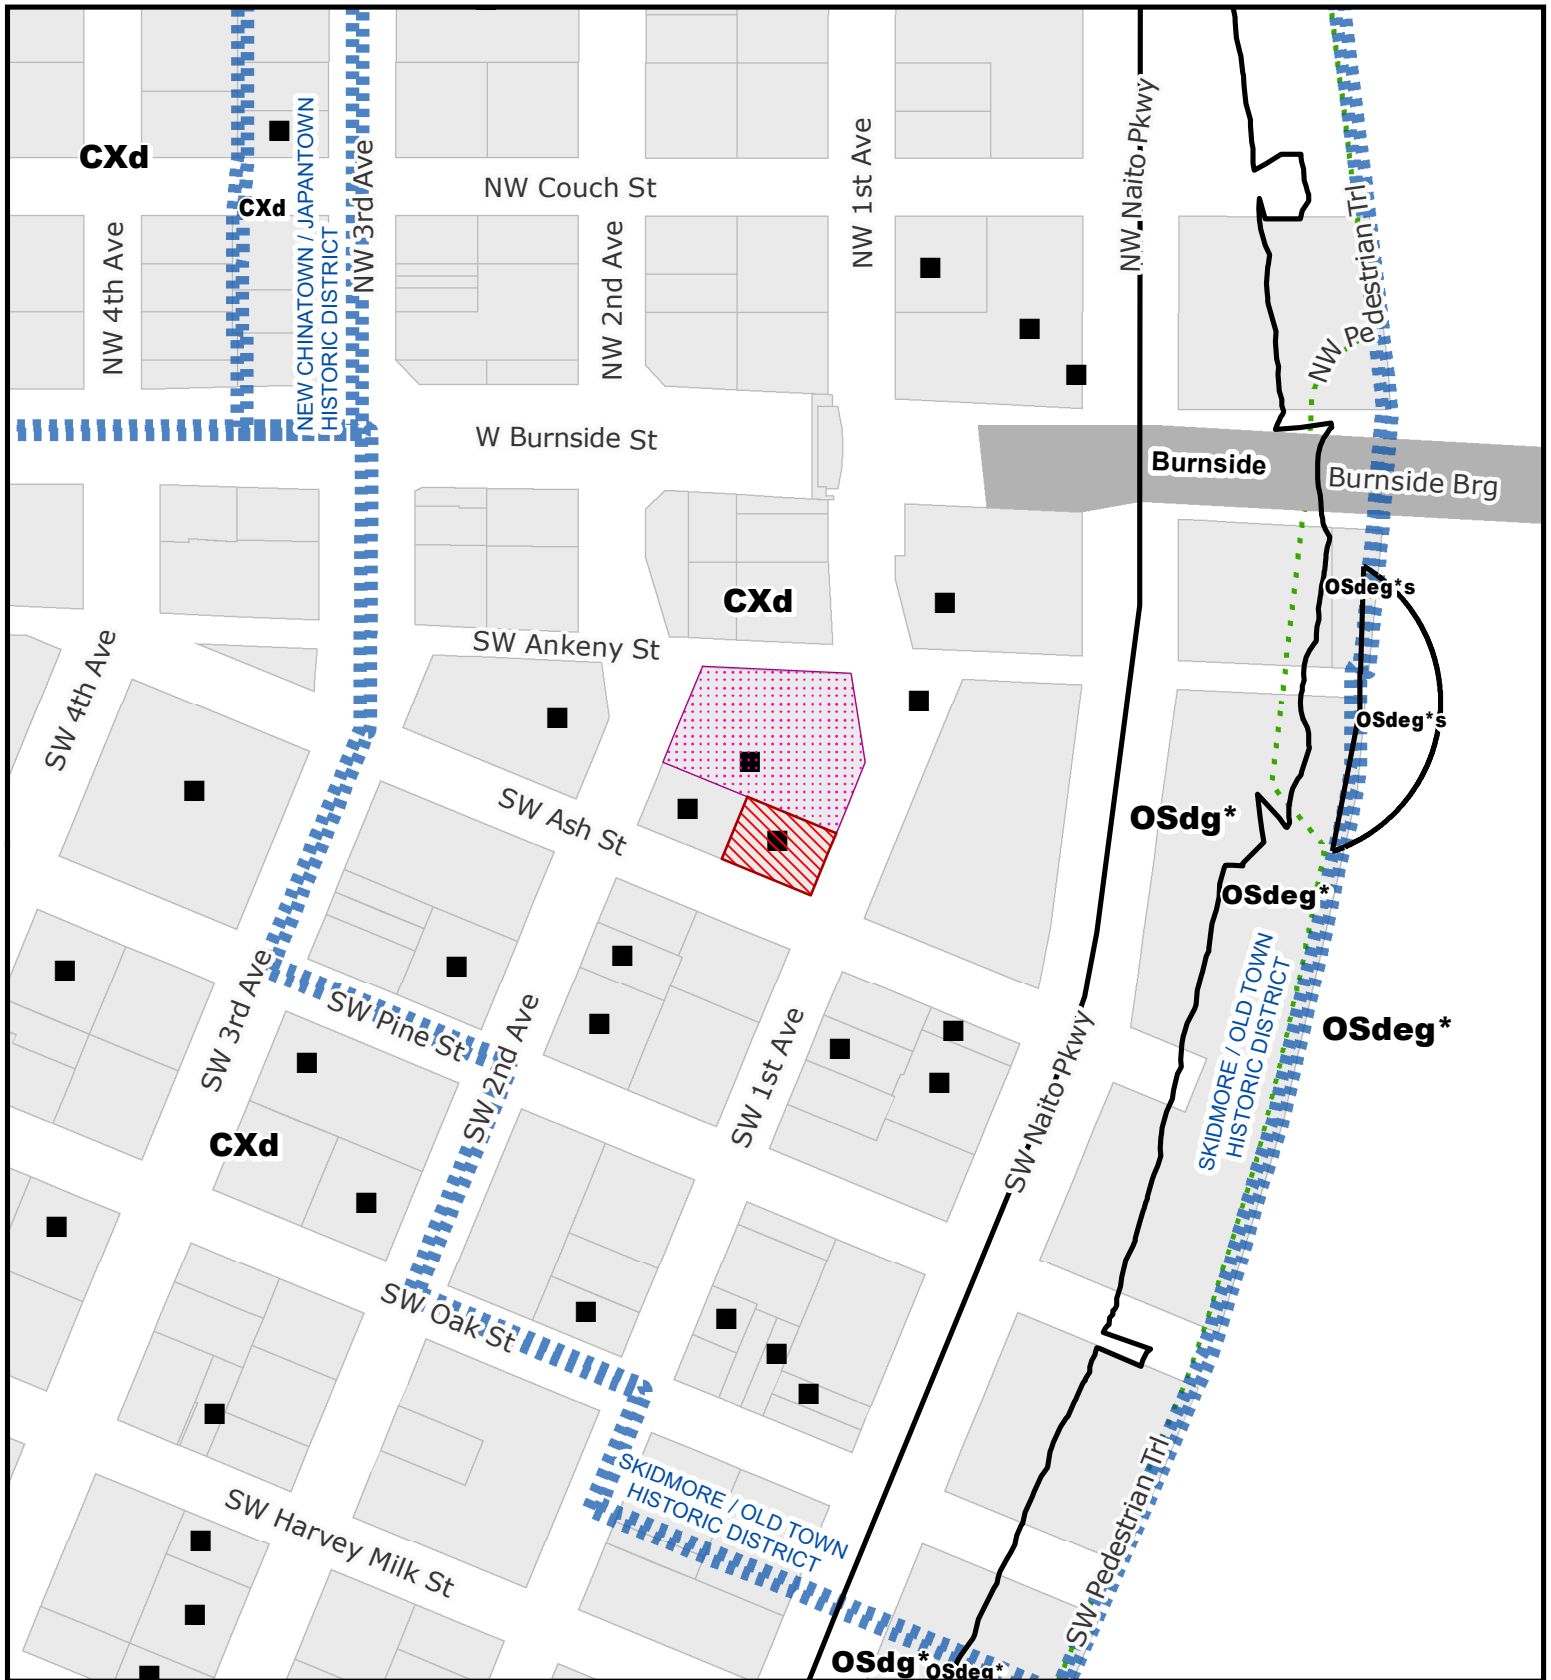 CXd
CXd
NEW CHINATOWN / JAPANTOWN
HISTORIC DISTRICT
NW 3rd Ave
NW 4th Ave
NW Couch St
NW 2nd Ave
NW 1st Ave
NW Naito Pkwy
NW Pedestrian Trl
W Burnside St
Burnside
Burnside Brg
CXd
OSdeg*s
SW Ankeny St
SW 4th Ave
OSdeg*s
SW Ash St
OSdg*
OSdeg*
SKIDMORE / OLD TOWN
HISTORIC DISTRICT
OSdeg*
SW 3rd Ave
SW Pine St
SW 2nd Ave
SW 1st Ave
SW Naito Pkwy
CXd
SW Oak St
SKIDMORE / OLD TOWN
HISTORIC DISTRICT
SW Harvey Milk St
SW Pedestrian Trl
OSdg*
OSdeg*